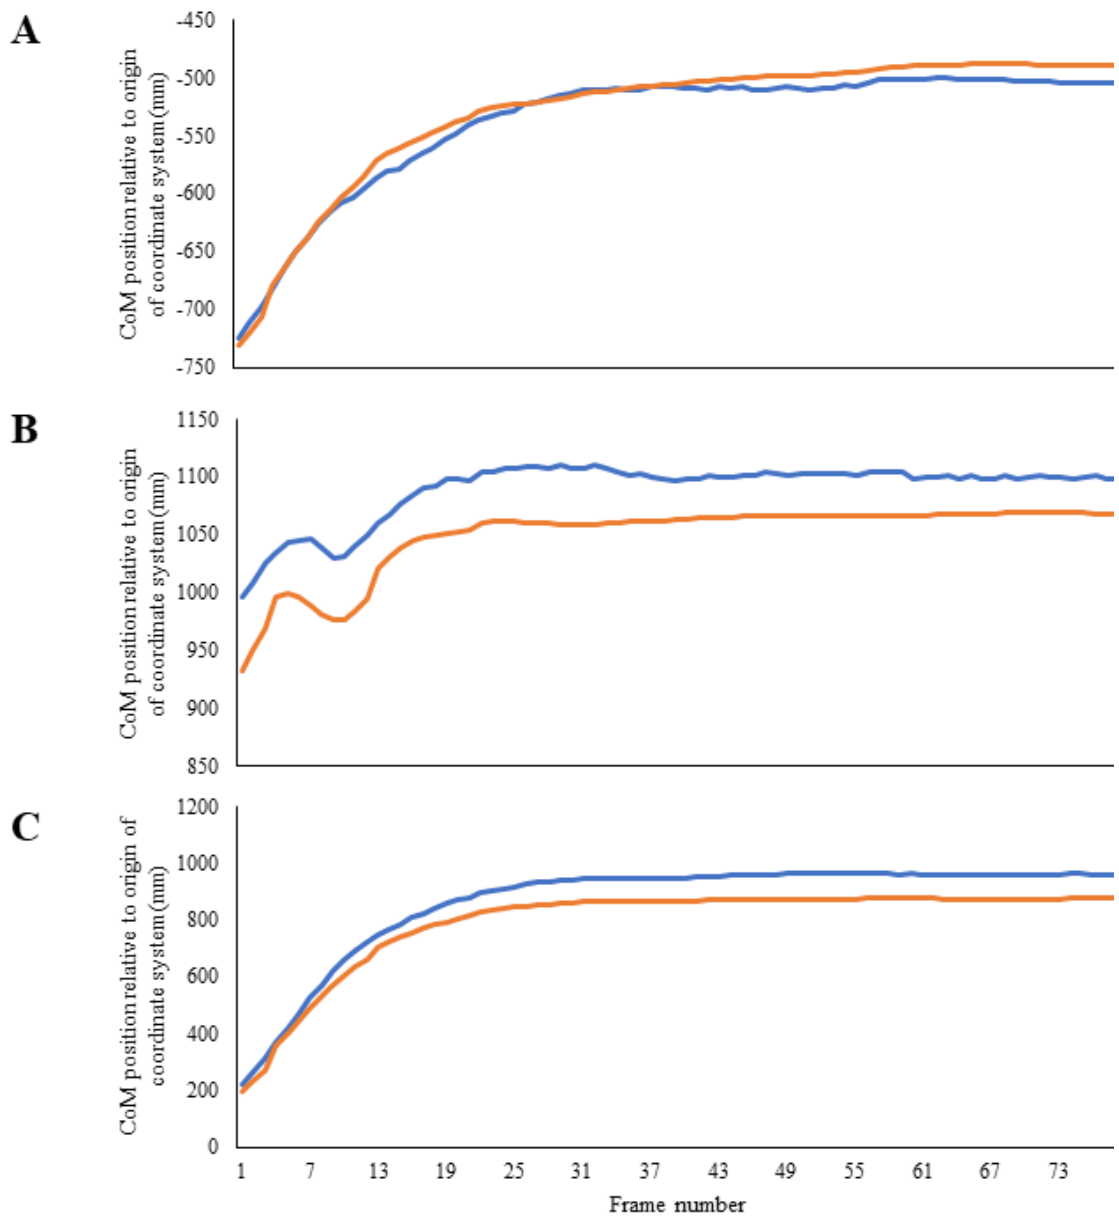 A
CoM position relative to origin
of coordinate system (mm)
-450
-500
-550
-600
-650
-700
-750
B
CoM position relative to origin
of coordinate system (mm)
1150
1100
1050
1000
950
900
850
C
CoM position relative to origin of
coordinate system (mm)
1200
1000
800
600
400
200
0
1 7 13 19 25 31 37 43 49 55 61 67 73
Frame number